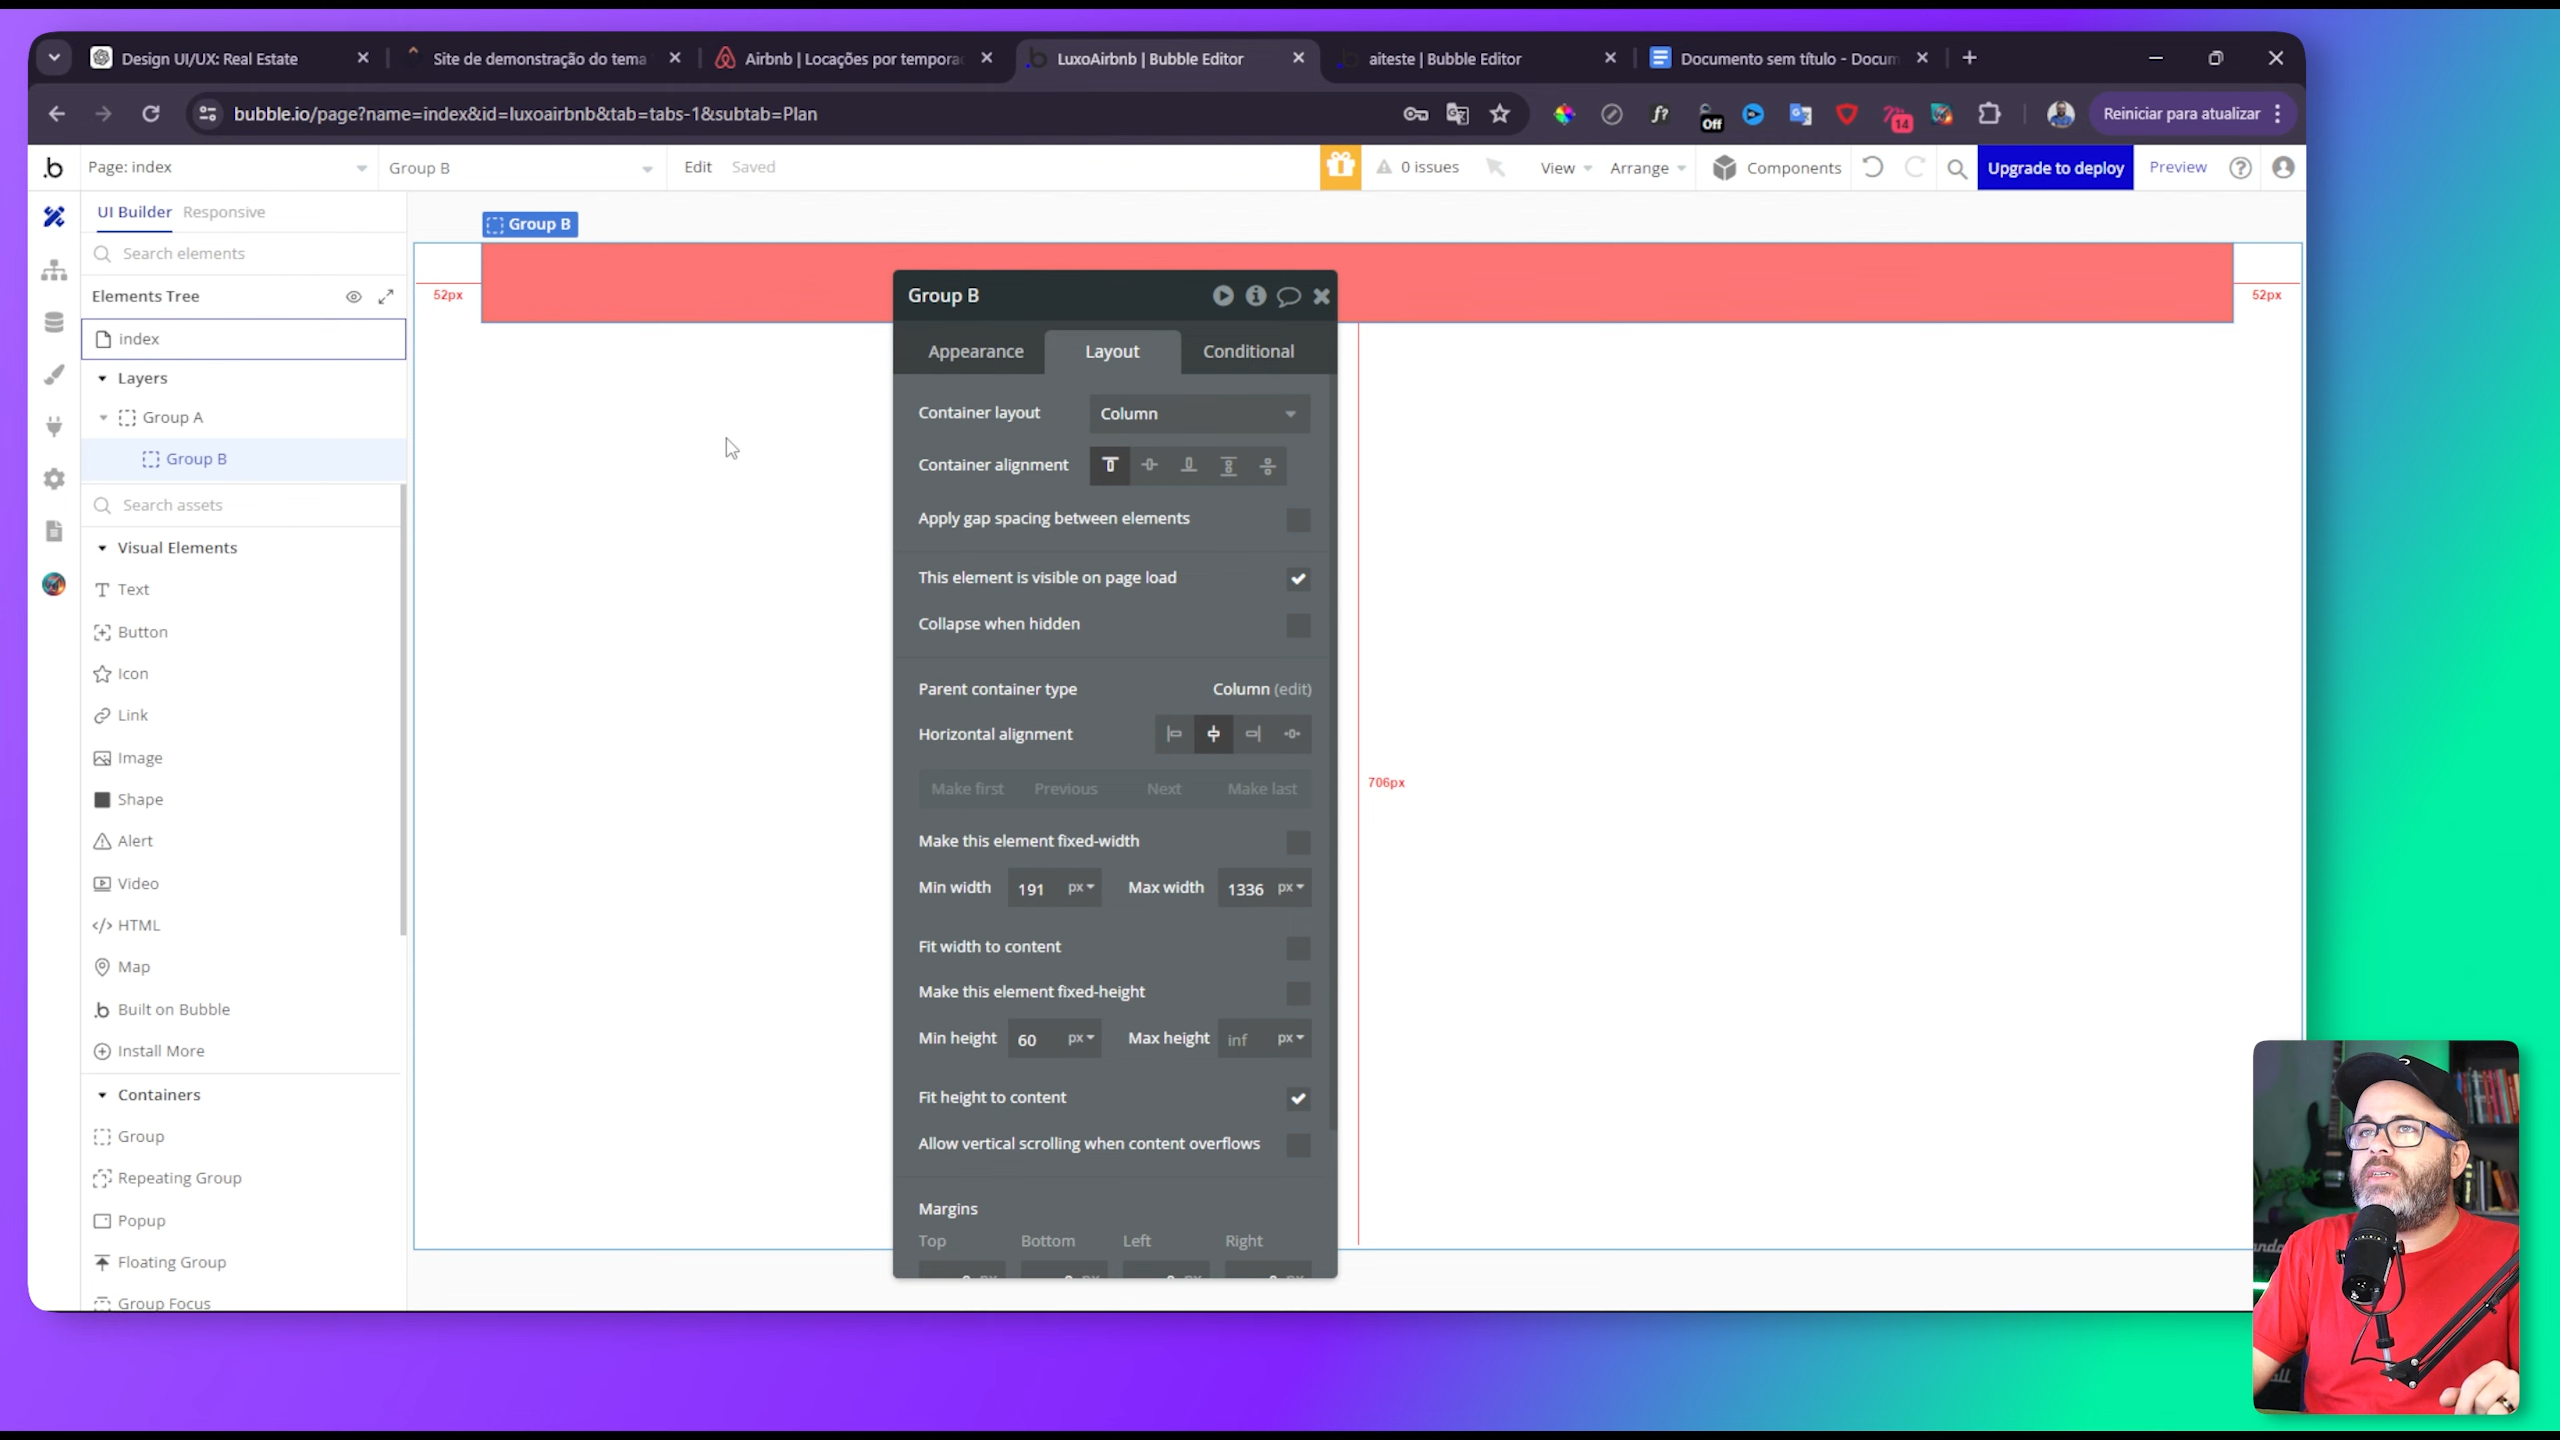 Design UI/UX: Real Estate
Site de demonstração do tema
Airbnb | Locações por tempora
LuxoAirbnb | Bubble Editor
aiteste | Bubble Editor
Documento sem título - Docum
bubble.io/page?name=index&id=luxoairbnb&tab=tabs-1&subtab=Plan
f?
Off
14
Reiniciar para atualizar
Page: index
Group B
Edit
Saved
0 issues
View
Arrange
Components
Upgrade to deploy
Preview
UI Builder
Responsive
Search elements
Elements Tree
index
Layers
Group A
Group B
Search assets
Visual Elements
Text
Button
Icon
Link
Image
Shape
Alert
Video
HTML
Map
Built on Bubble
Install More
Containers
Group
Repeating Group
Popup
Floating Group
Group Focus
Group B
52px
52px
706px
Group B
Appearance
Layout
Conditional
Container layout
Column
Container alignment
Apply gap spacing between elements
This element is visible on page load
Collapse when hidden
Parent container type
Column (edit)
Horizontal alignment
Make first
Previous
Next
Make last
Make this element fixed-width
Min width
191
px
Max width
1336
px
Fit width to content
Make this element fixed-height
Min height
60
px
Max height
inf
px
Fit height to content
Allow vertical scrolling when content overflows
Margins
Top
Bottom
Left
Right